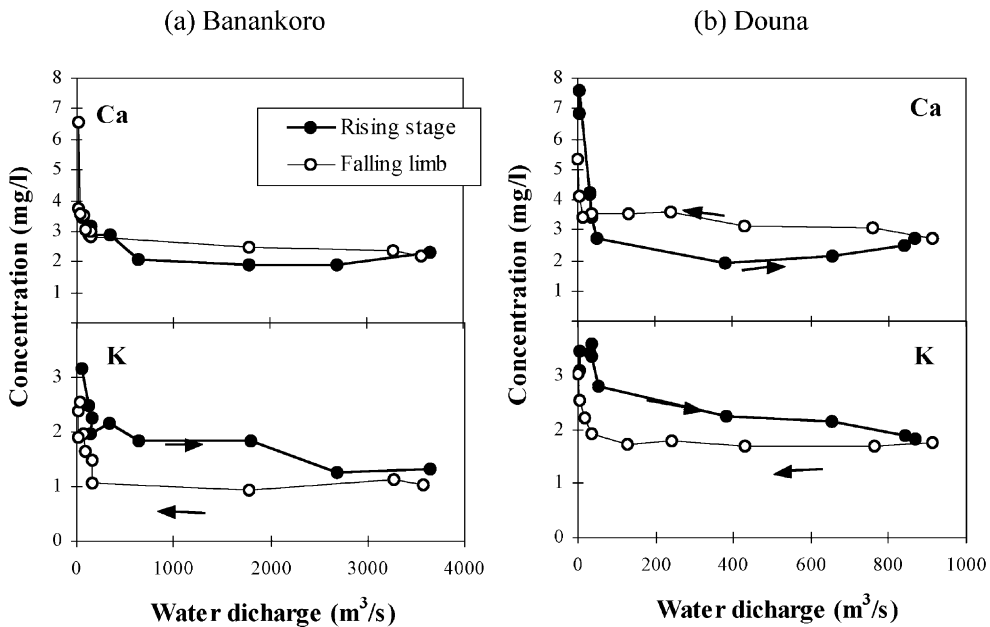 (a) Banankoro
(b) Douna
Concentration (mg/l)
8
7
6
5
4
3
2
1
Ca
Rising stage
Falling limb
3
2
1
0
K
0 1000 2000 3000 4000
Water dicharge (m³/s)
Concentration (mg/l)
8
7
6
5
4
3
2
1
Ca
3
2
1
0
K
0 200 400 600 800 1000
Water dicharge (m³/s)